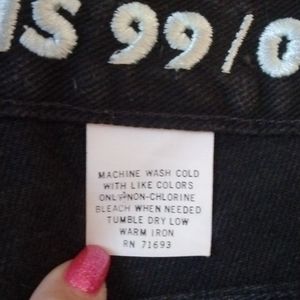 IS 99/0
MACHINE WASH COLD
WITH LIKE COLORS
ONLY NON-CHLORINE
BLEACH WHEN NEEDED
TUMBLE DRY LOW
WARM IRON
RN 71693